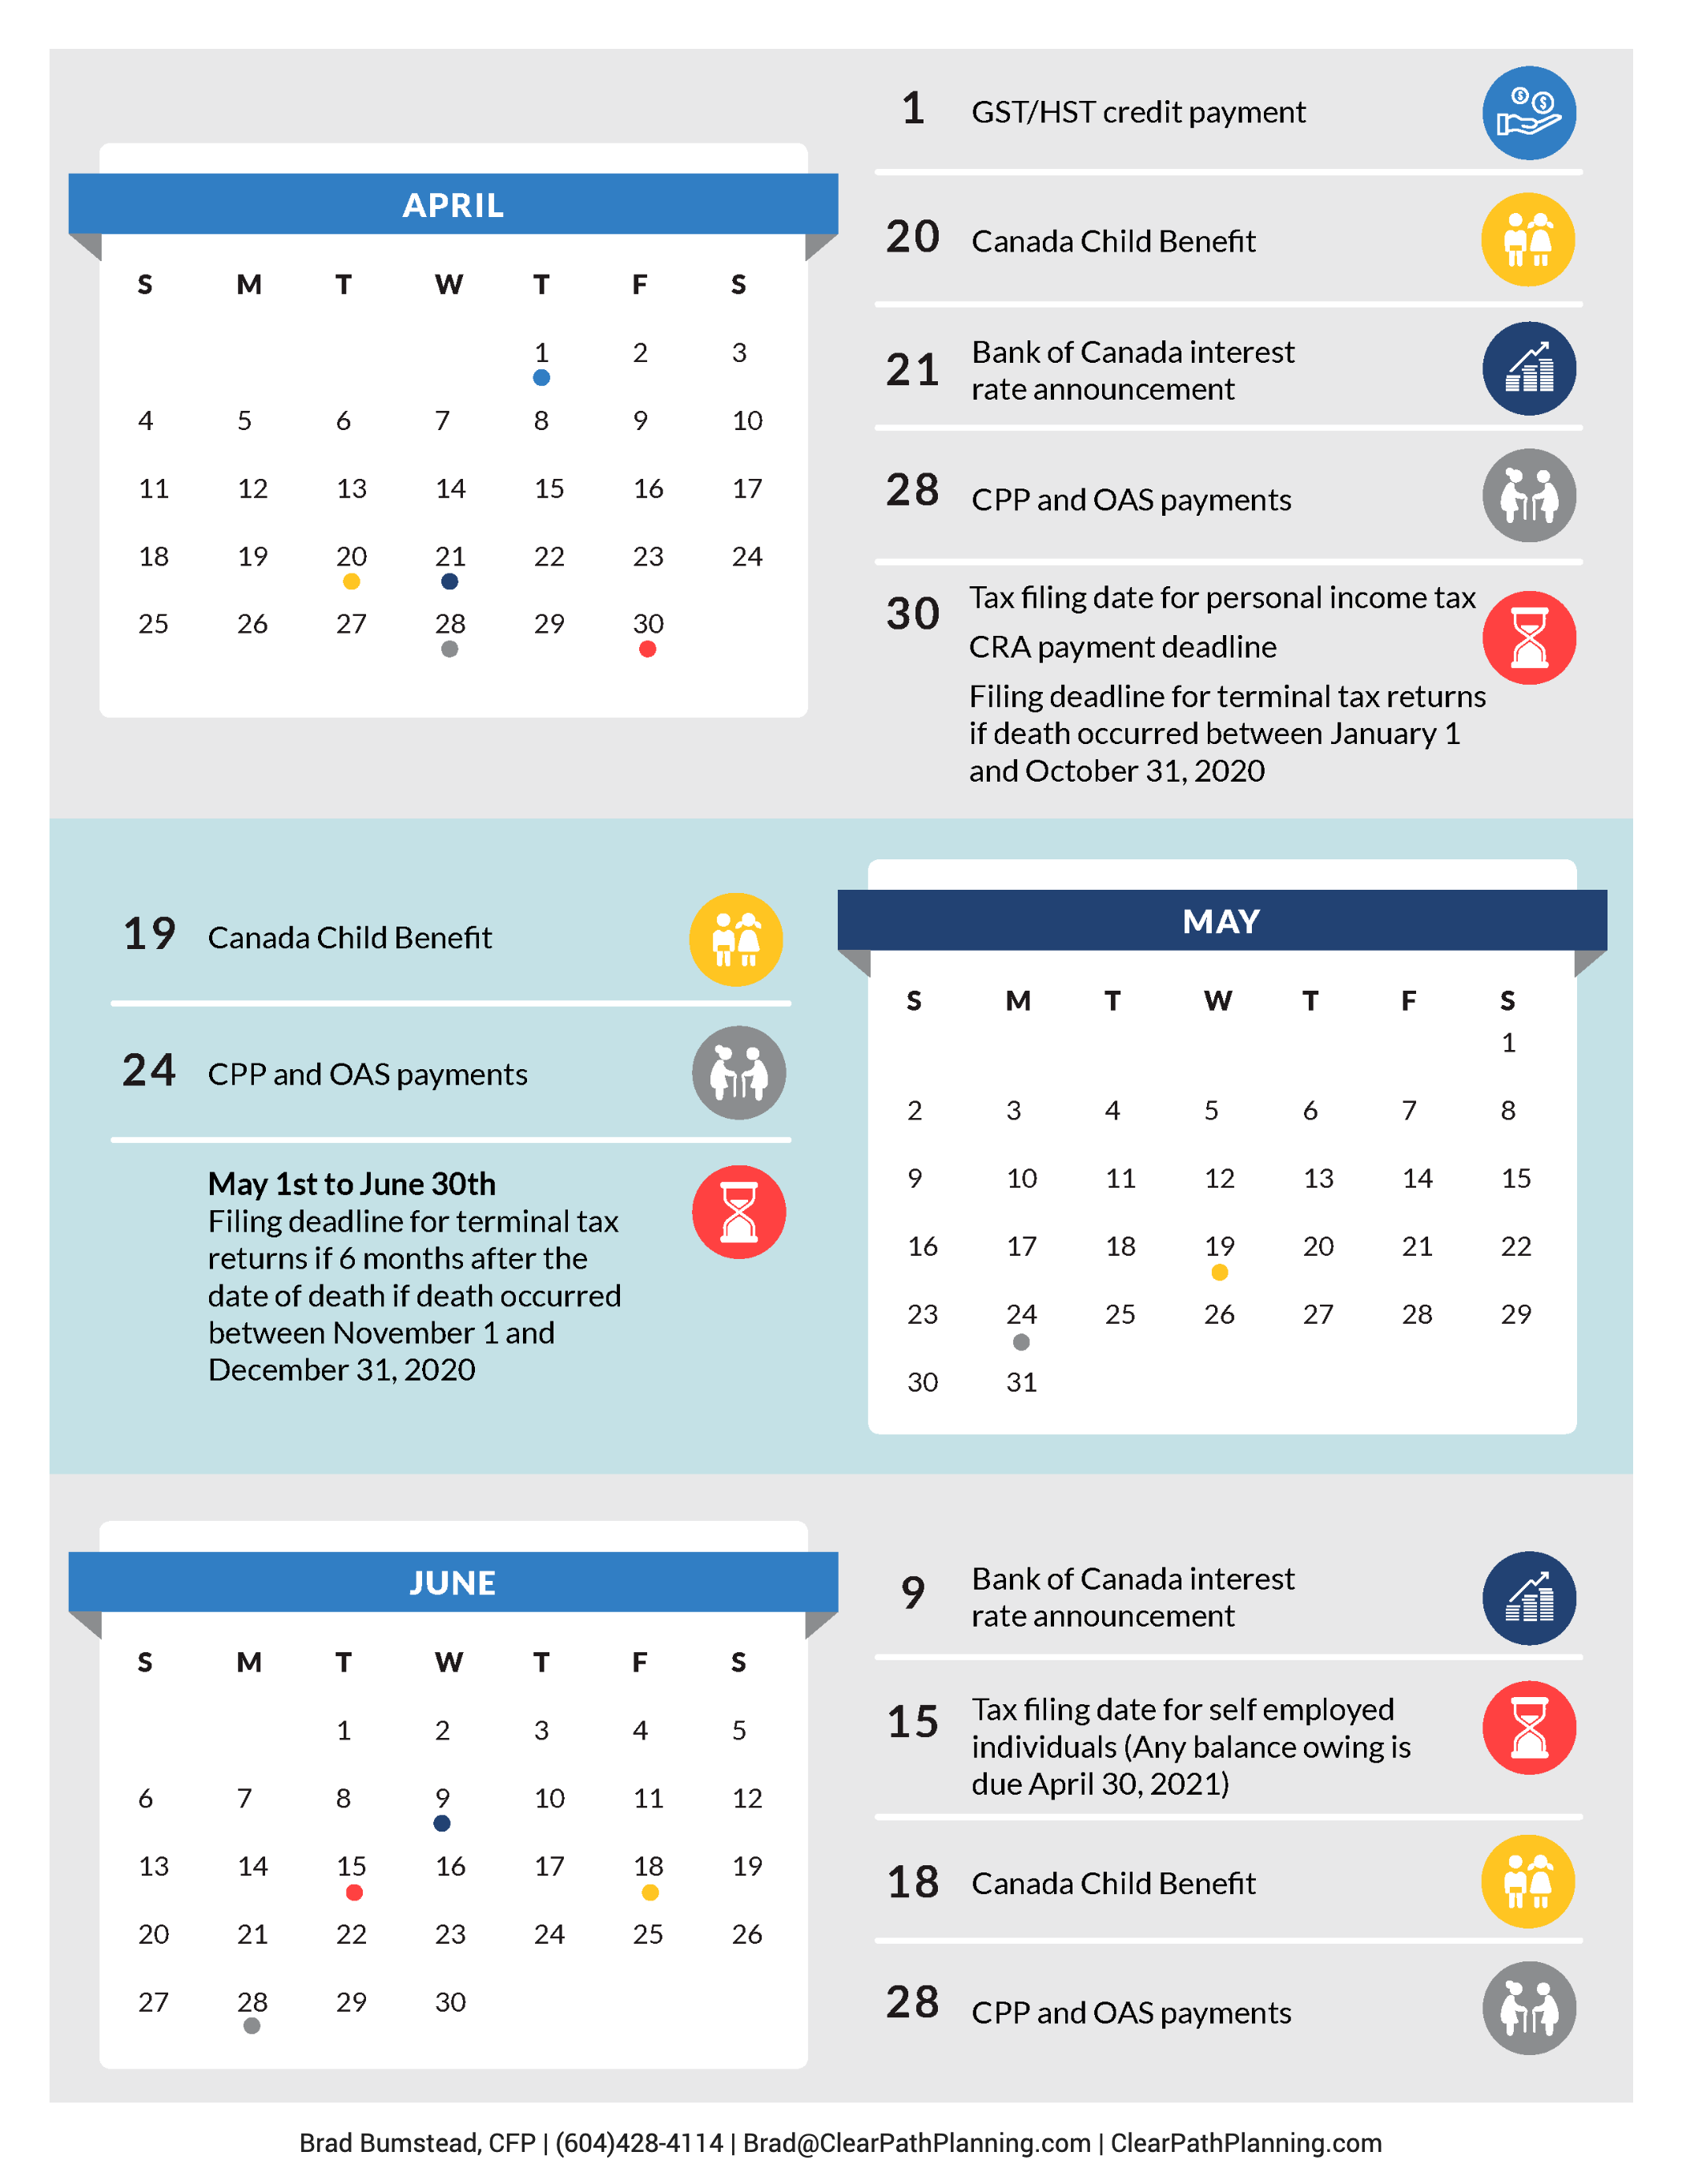 APRIL
S M T W T F S
1 2 3
4 5 6 7 8 9 10
11 12 13 14 15 16 17
18 19 20 21 22 23 24
25 26 27 28 29 30
1 GST/HST credit payment
20 Canada Child Benefit
21 Bank of Canada interest
rate announcement
28 CPP and OAS payments
30 Tax filing date for personal income tax
CRA payment deadline
Filing deadline for terminal tax returns
if death occurred between January 1
and October 31, 2020
19 Canada Child Benefit
24 CPP and OAS payments
May 1st to June 30th
Filing deadline for terminal tax
returns if 6 months after the
date of death if death occurred
between November 1 and
December 31, 2020
MAY
S M T W T F S
1
2 3 4 5 6 7 8
9 10 11 12 13 14 15
16 17 18 19 20 21 22
23 24 25 26 27 28 29
30 31
JUNE
S M T W T F S
1 2 3 4 5
6 7 8 9 10 11 12
13 14 15 16 17 18 19
20 21 22 23 24 25 26
27 28 29 30
9 Bank of Canada interest
rate announcement
15 Tax filing date for self employed
individuals (Any balance owing is
due April 30, 2021)
18 Canada Child Benefit
28 CPP and OAS payments
Brad Bumstead, CFP | (604)428-4114 | Brad@ClearPathPlanning.com | ClearPathPlanning.com